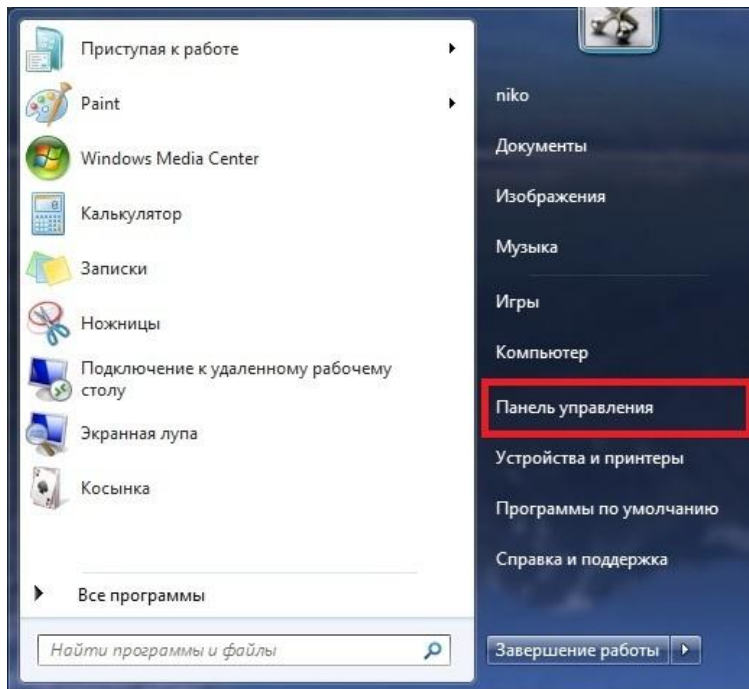 Приступая к работе
Paint
Windows Media Center
Калькулятор
Записки
Ножницы
Подключение к удаленному рабочему
столу
Экранная лупа
Косынка
Все программы
Найти программы и файлы
niko
Документы
Изображения
Музыка
Игры
Компьютер
Панель управления
Устройства и принтеры
Программы по умолчанию
Справка и поддержка
Завершение работы